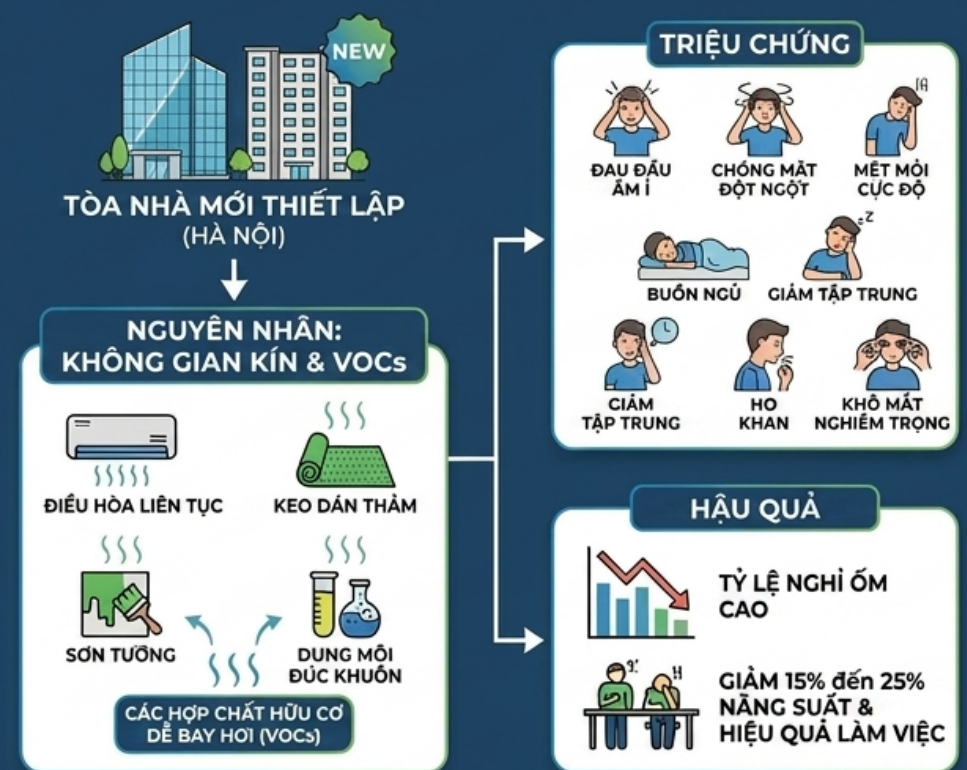 NEW
TÒA NHÀ MỚI THIẾT LẬP
(HÀ NỘI)
NGUYÊN NHÂN:
KHÔNG GIAN KÍN & VOCs
ĐIỀU HÒA LIÊN TỤC
KEO DÁN THẢM
SƠN TƯỜNG
DUNG MÔI
ĐÚC KHUÔN
CÁC HỢP CHẤT HỮU CƠ
DỄ BAY HƠI (VOCs)
TRIỆU CHỨNG
ĐAU ĐẦU
ÂM Ỉ
CHÓNG MẶT
ĐỘT NGỘT
MỆT MỎI
CỰC ĐỘ
BUỒN NGỦ
GIẢM TẬP TRUNG
GIẢM
TẬP TRUNG
HO
KHAN
KHÔ MẮT
NGHIÊM TRỌNG
HẬU QUẢ
TỶ LỆ NGHỈ ỐM
CAO
GIẢM 15% đến 25%
NĂNG SUẤT &
HIỆU QUẢ LÀM VIỆC